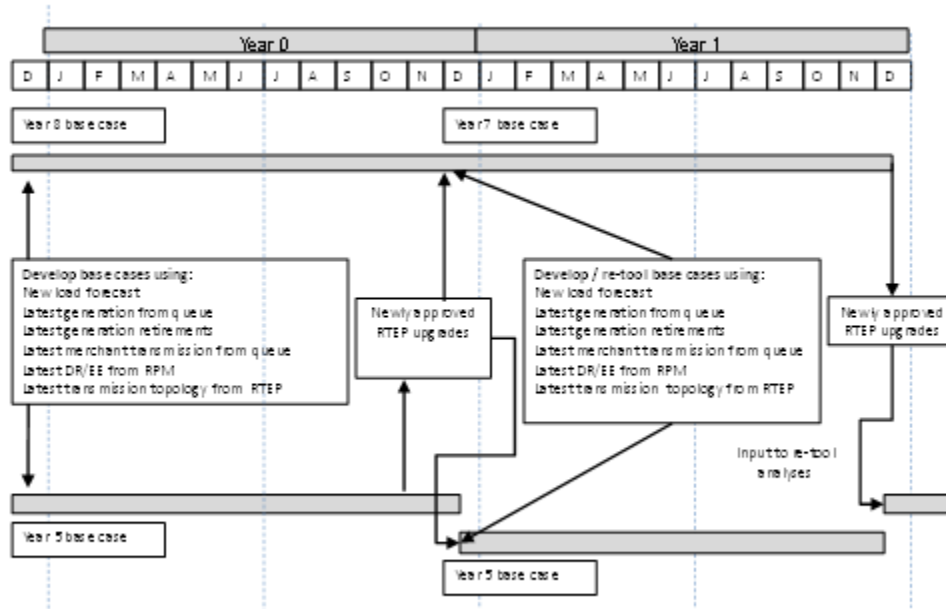 Year 0 Year 1
D J F M A M J J A S O N D J F M A M J J A S O N D
Year 8 base case
Year 7 base case
Develop base cases using:
New load forecast
Latest generation from queue
Latest generation retirements
Latest merchant transmission from queue
Latest DR/EE from RPM
Latest transmission topology from RTEP
Newly approved
RTEP upgrades
Develop / re-tool base cases using:
New load forecast
Latest generation from queue
Latest generation retirements
Latest merchant transmission from queue
Latest DR/EE from RPM
Latest transmission topology from RTEP
Newly approved
RTEP upgrades
Input to re-tool
analyses
Year 5 base case
Year 5 base case